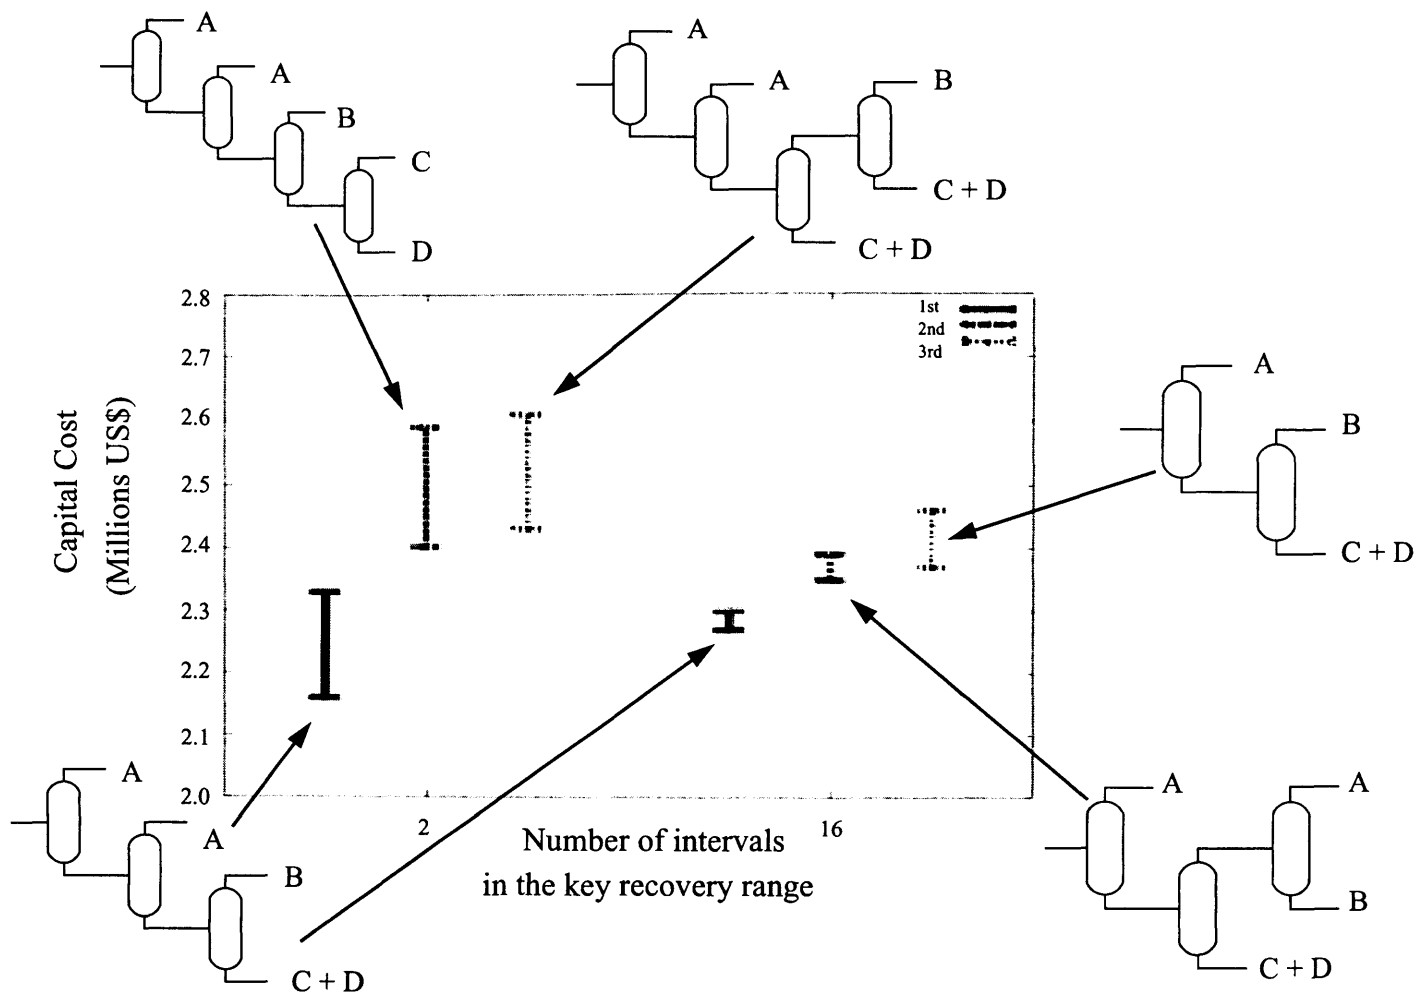 A
A
B
C
D
A
A
B
C + D
C + D
2.8
2.7
2.6
2.5
2.4
2.3
2.2
2.1
2.0
Capital Cost
(Millions US$)
1st
2nd
3rd
A
B
C + D
2
16
Number of intervals
in the key recovery range
A
A
B
C + D
A
A
B
C + D